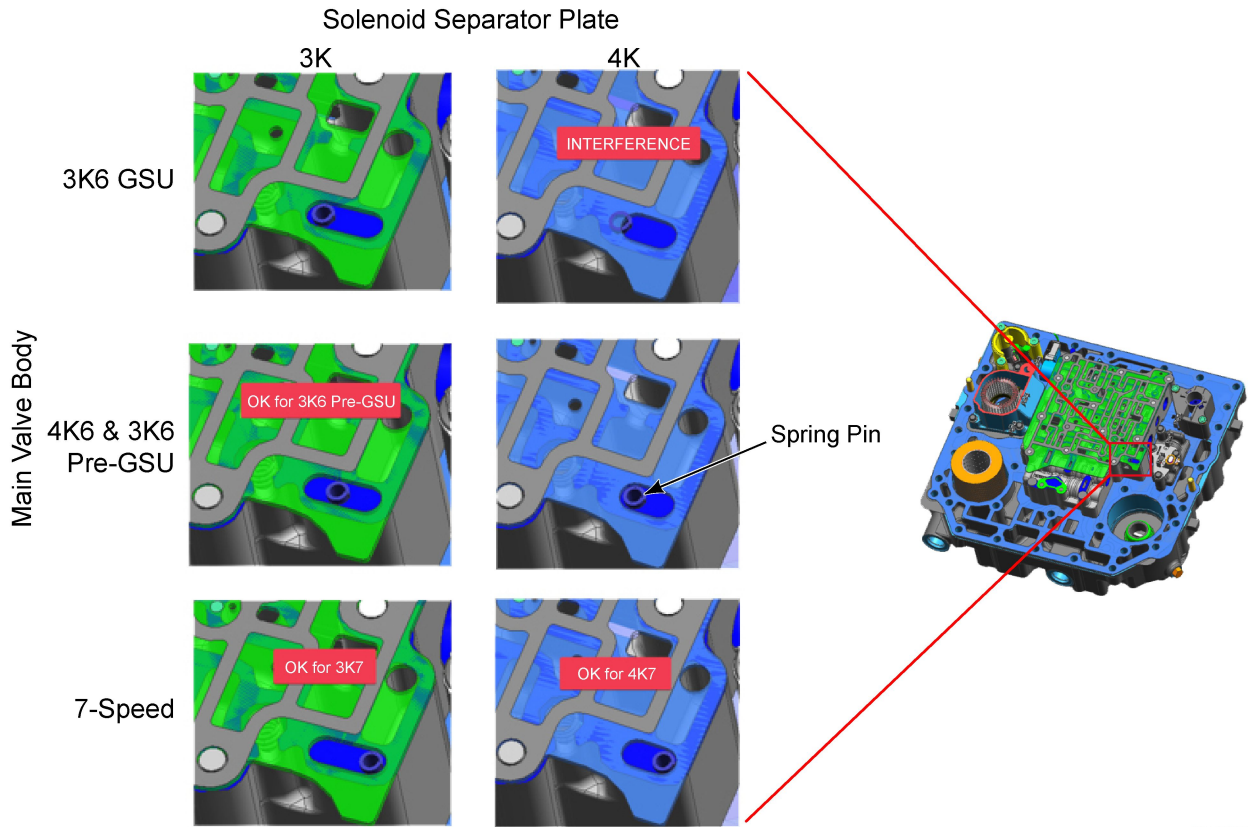 Solenoid Separator Plate
3K
4K
3K6 GSU
INTERFERENCE
Main Valve Body
4K6 & 3K6
Pre-GSU
OK for 3K6 Pre-GSU
Spring Pin
7-Speed
OK for 3K7
OK for 4K7